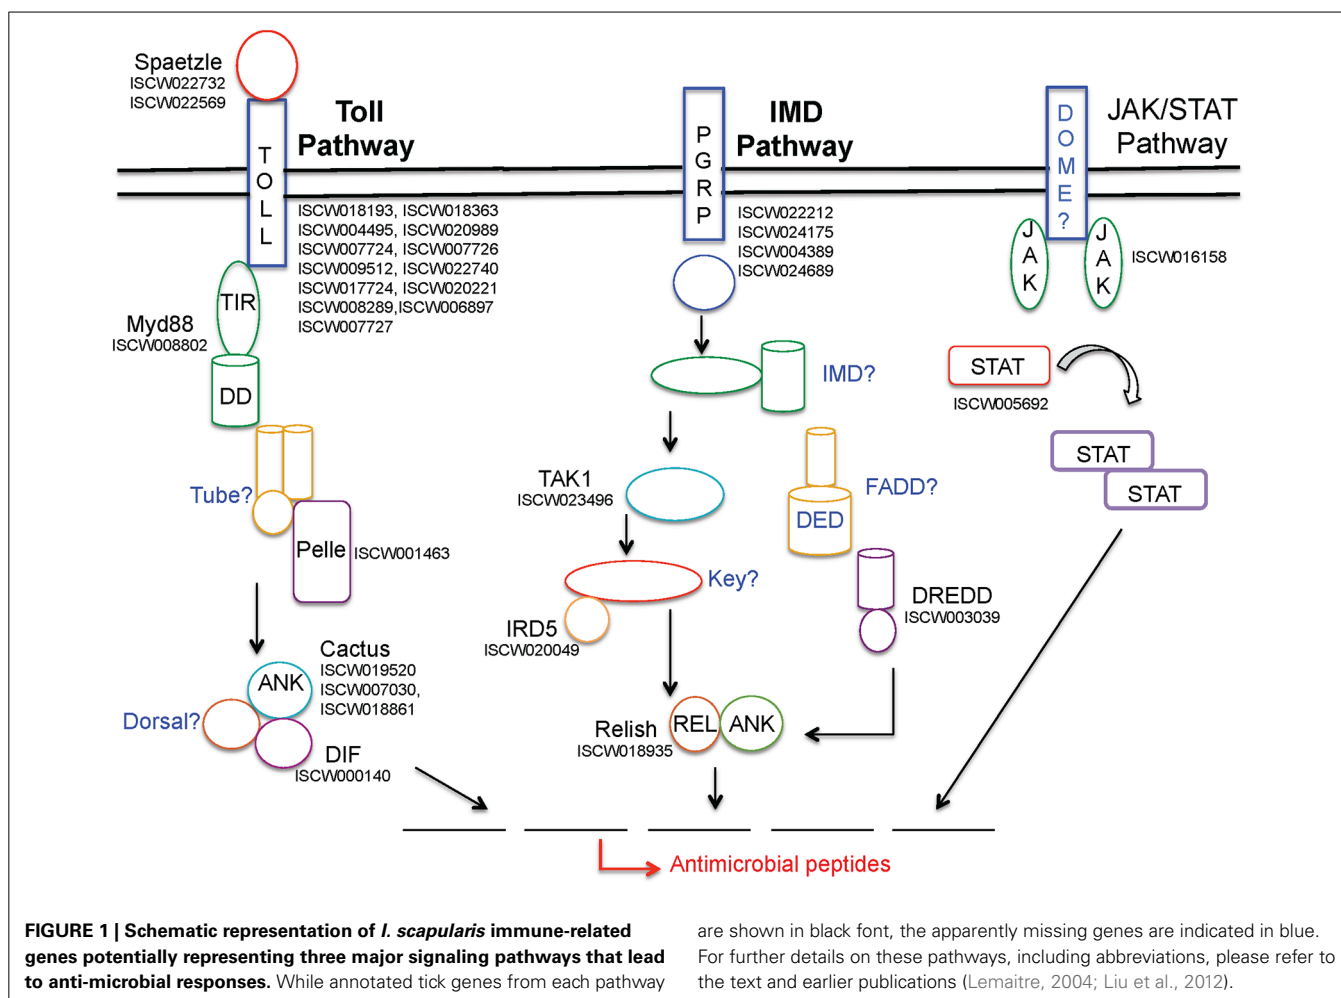 Spaetzle
ISCW022732
ISCW022569
TOLL
Toll
Pathway
ISCW018193, ISCW018363
ISCW004495, ISCW020989
ISCW007724, ISCW007726
ISCW009512, ISCW022740
ISCW017724, ISCW020221
ISCW008289,ISCW006897
ISCW007727
TIR
Myd88
ISCW008802
DD
Tube?
Pelle
ISCW001463
Cactus
ISCW019520
ISCW007030,
ISCW018861
ANK
Dorsal?
DIF
ISCW000140
PGRP
IMD
Pathway
ISCW022212
ISCW024175
ISCW004389
ISCW024689
IMD?
TAK1
ISCW023496
FADD?
DED
Key?
IRD5
ISCW020049
DREDD
ISCW003039
Relish
ISCW018935
REL
ANK
DOME?
JAK/STAT
Pathway
JAK
JAK
ISCW016158
STAT
ISCW005692
STAT
STAT
Antimicrobial peptides
FIGURE 1 | Schematic representation of I. scapularis immune-related
genes potentially representing three major signaling pathways that lead
to anti-microbial responses. While annotated tick genes from each pathway
are shown in black font, the apparently missing genes are indicated in blue.
For further details on these pathways, including abbreviations, please refer to
the text and earlier publications (Lemaitre, 2004; Liu et al., 2012).